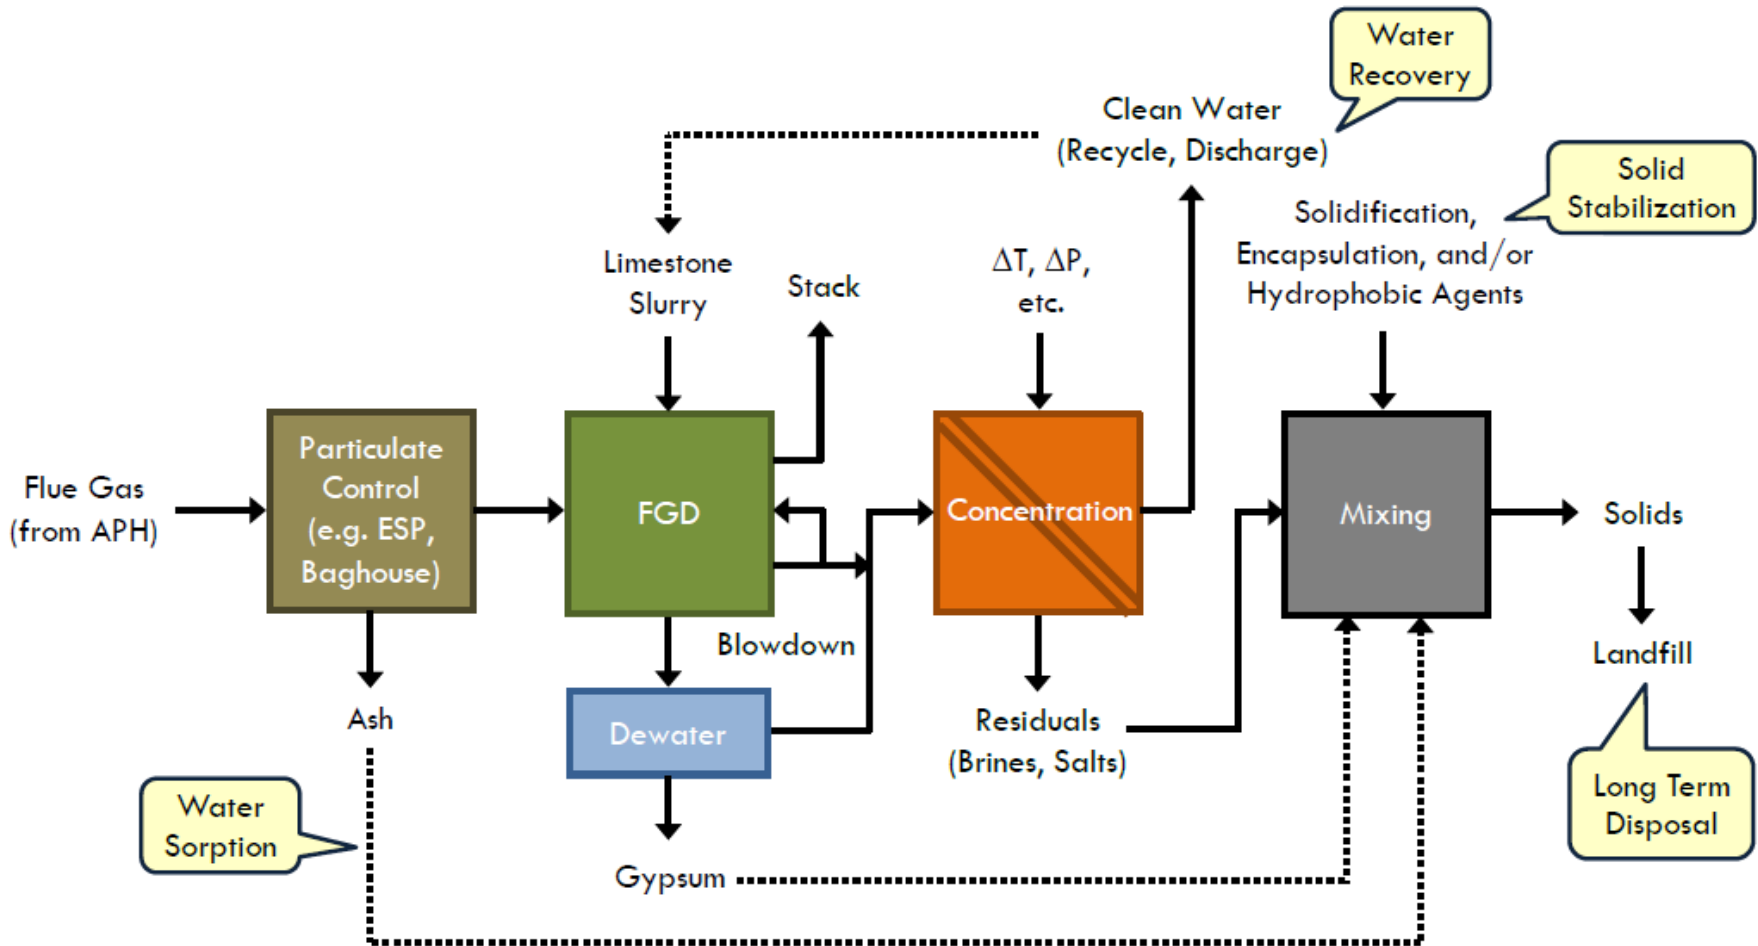 Water
Recovery
Clean Water
(Recycle, Discharge)
Solid
Stabilization
Solidification,
Encapsulation, and/or
Hydrophobic Agents
Limestone
Slurry
Stack
ΔT, ΔP,
etc.
Flue Gas
(from APH)
Particulate
Control
(e.g. ESP,
Baghouse)
FGD
Concentration
Mixing
Solids
Blowdown
Landfill
Ash
Dewater
Residuals
(Brines, Salts)
Water
Sorption
Long Term
Disposal
Gypsum